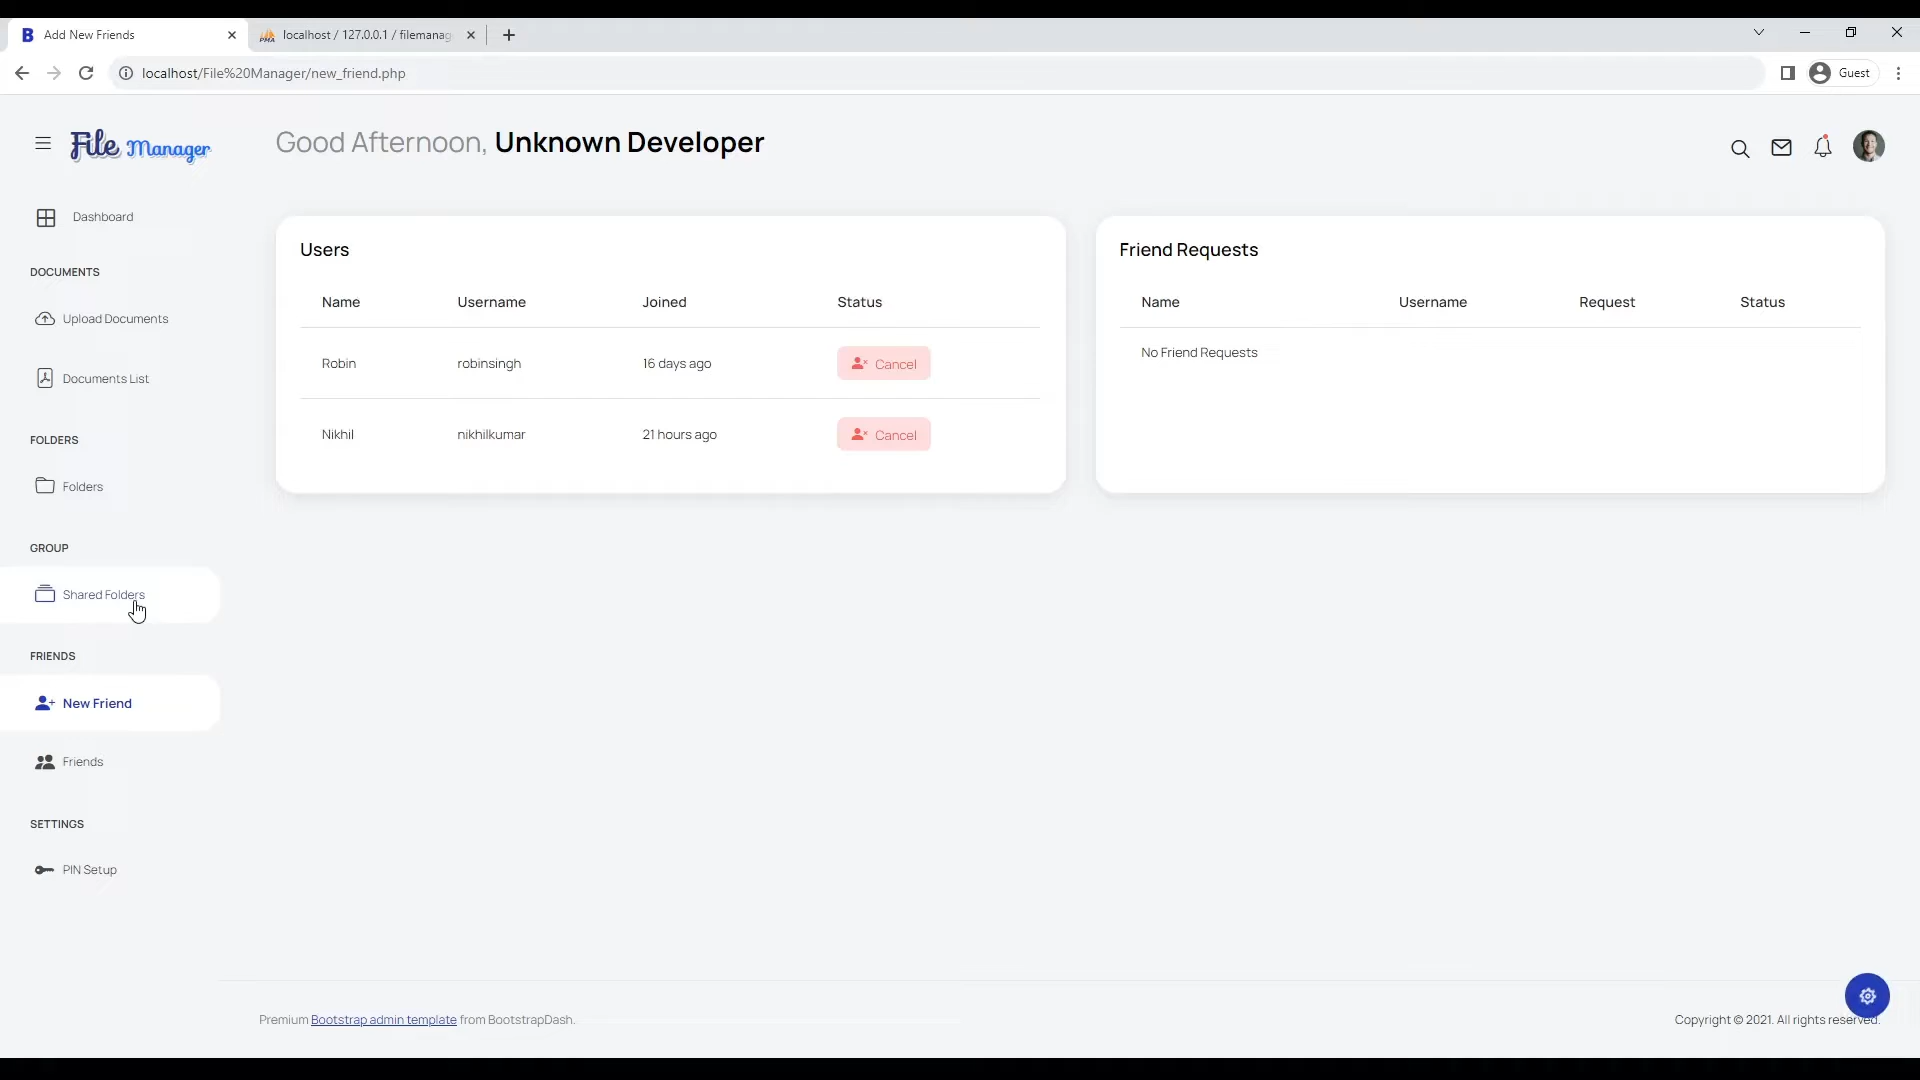 Add New Friends
localhost / 127.0.0.1 / filemanag
localhost/File%20Manager/new_friend.php
Guest
File Manager
Good Afternoon, Unknown Developer
Dashboard
DOCUMENTS
Upload Documents
Documents List
FOLDERS
Folders
GROUP
Shared Folders
FRIENDS
New Friend
Friends
SETTINGS
PIN Setup
Users
Name Username Joined Status
Robin robinsingh 16 days ago Cancel
Nikhil nikhilkumar 21 hours ago Cancel
Friend Requests
Name Username Request Status
No Friend Requests
Premium Bootstrap admin template from BootstrapDash.
Copyright © 2021. All rights reserved.